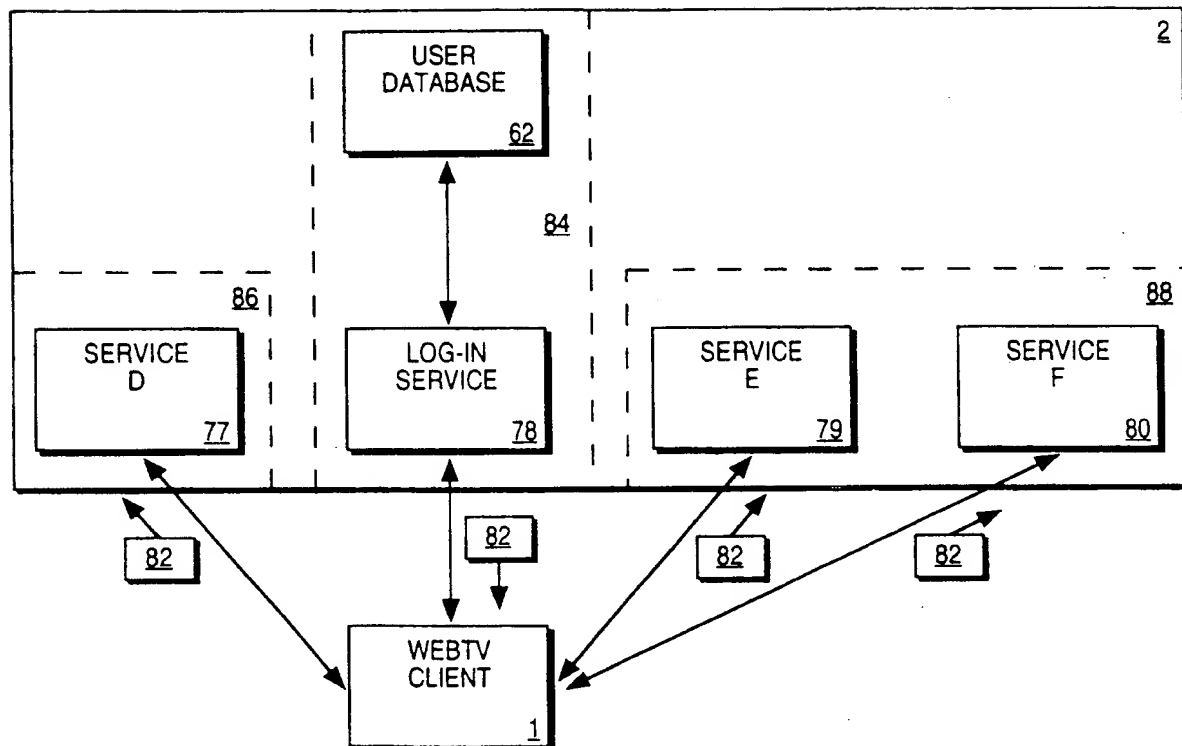 2
USER
DATABASE
62
84
86
88
SERVICE
D
77
LOG-IN
SERVICE
78
SERVICE
E
79
SERVICE
F
80
82
82
82
82
WEBTV
CLIENT
1